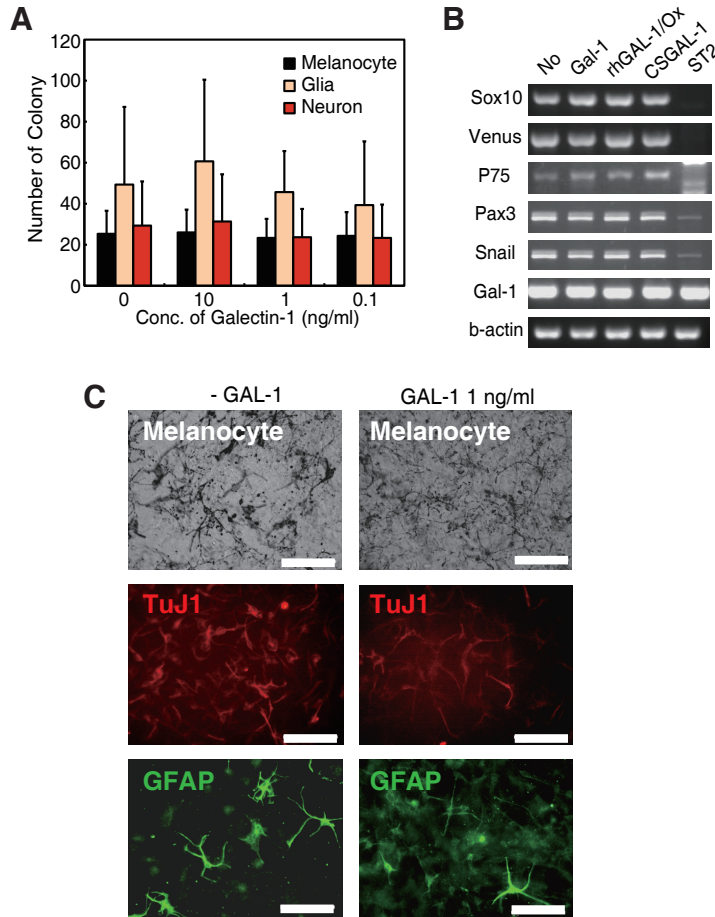 A
Number of Colony
120
100
80
60
40
20
0
Melanocyte
Glia
Neuron
0 10 1 0.1
Conc. of Galectin-1 (ng/ml)
B
No Gal-1 rhGAL-1/Ox CSGAL-1 ST2
Sox10
Venus
P75
Pax3
Snail
Gal-1
b-actin
C
- GAL-1 GAL-1 1 ng/ml
Melanocyte Melanocyte
TuJ1 TuJ1
GFAP GFAP